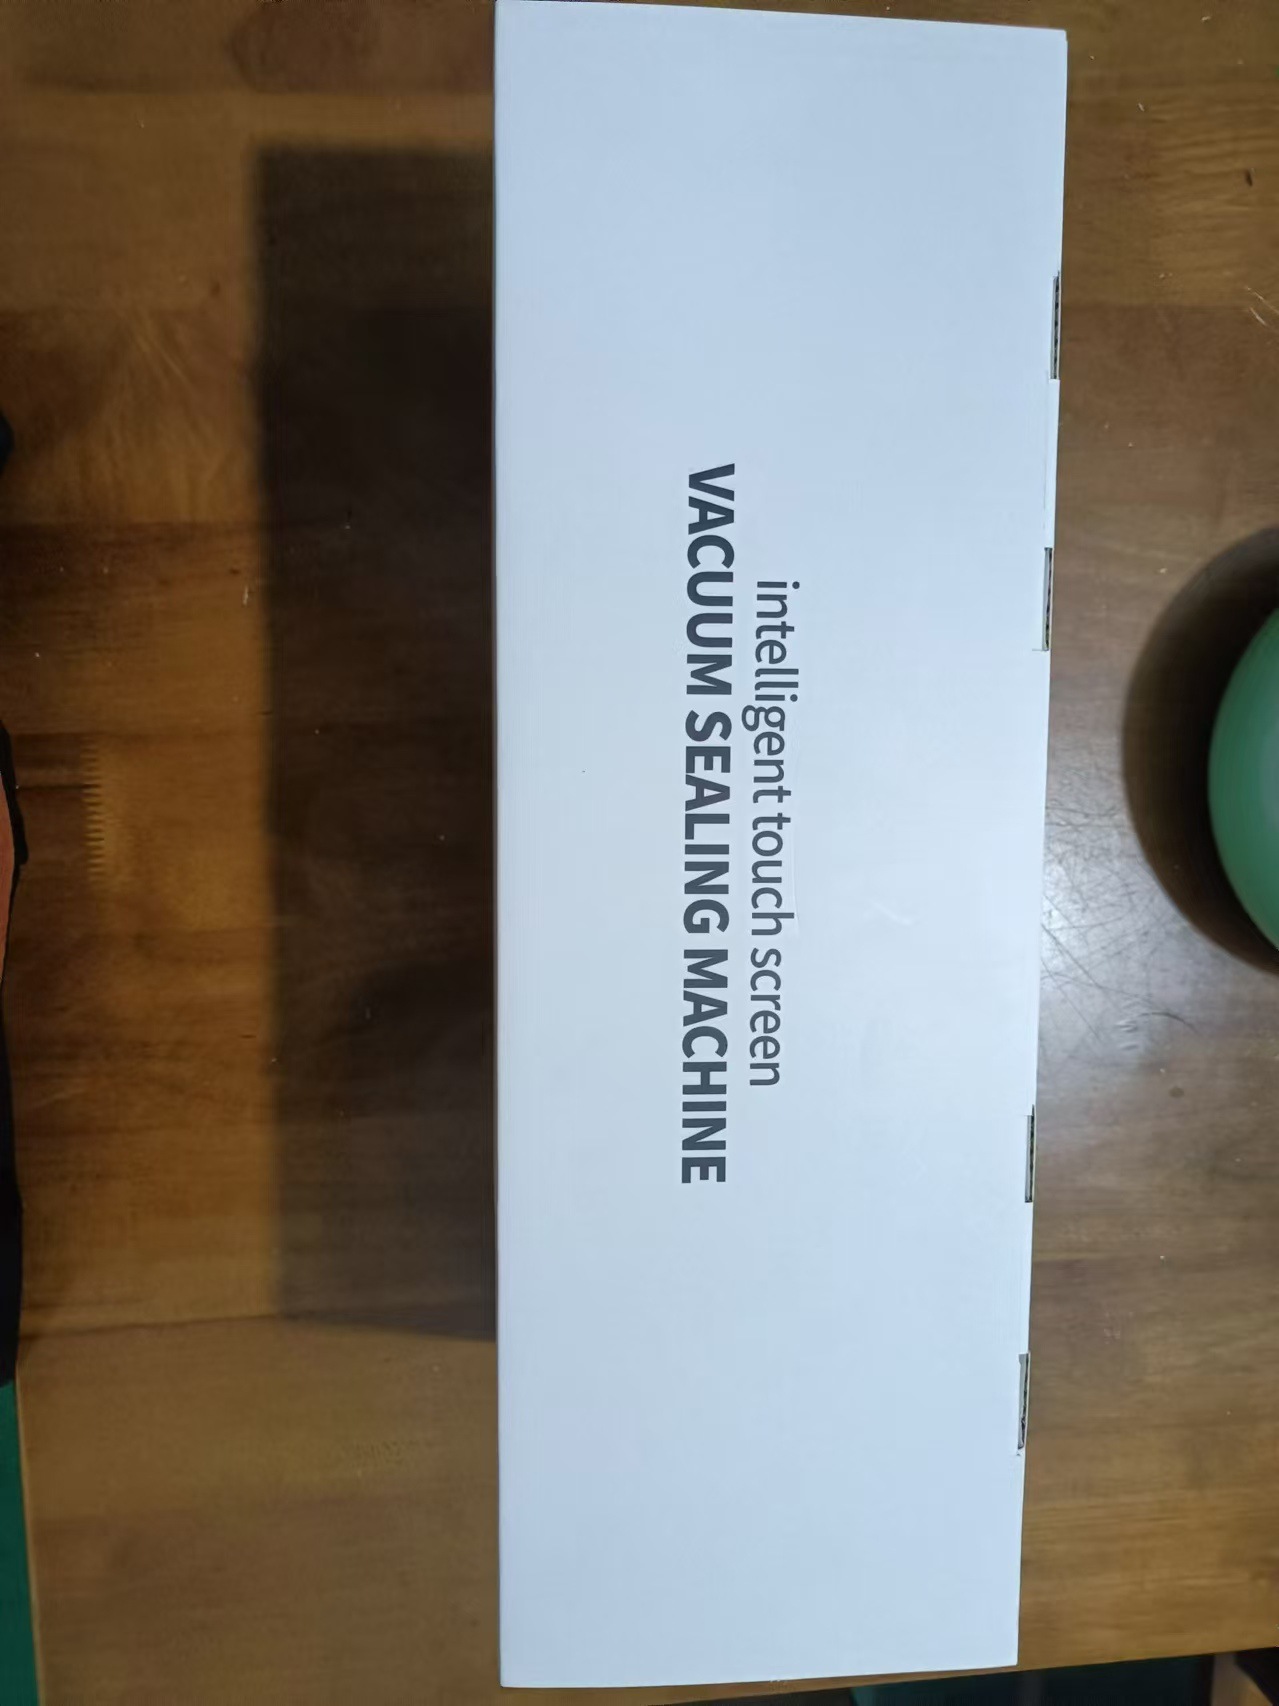 intelligent touch screen
VACUUM SEALING MACHINE